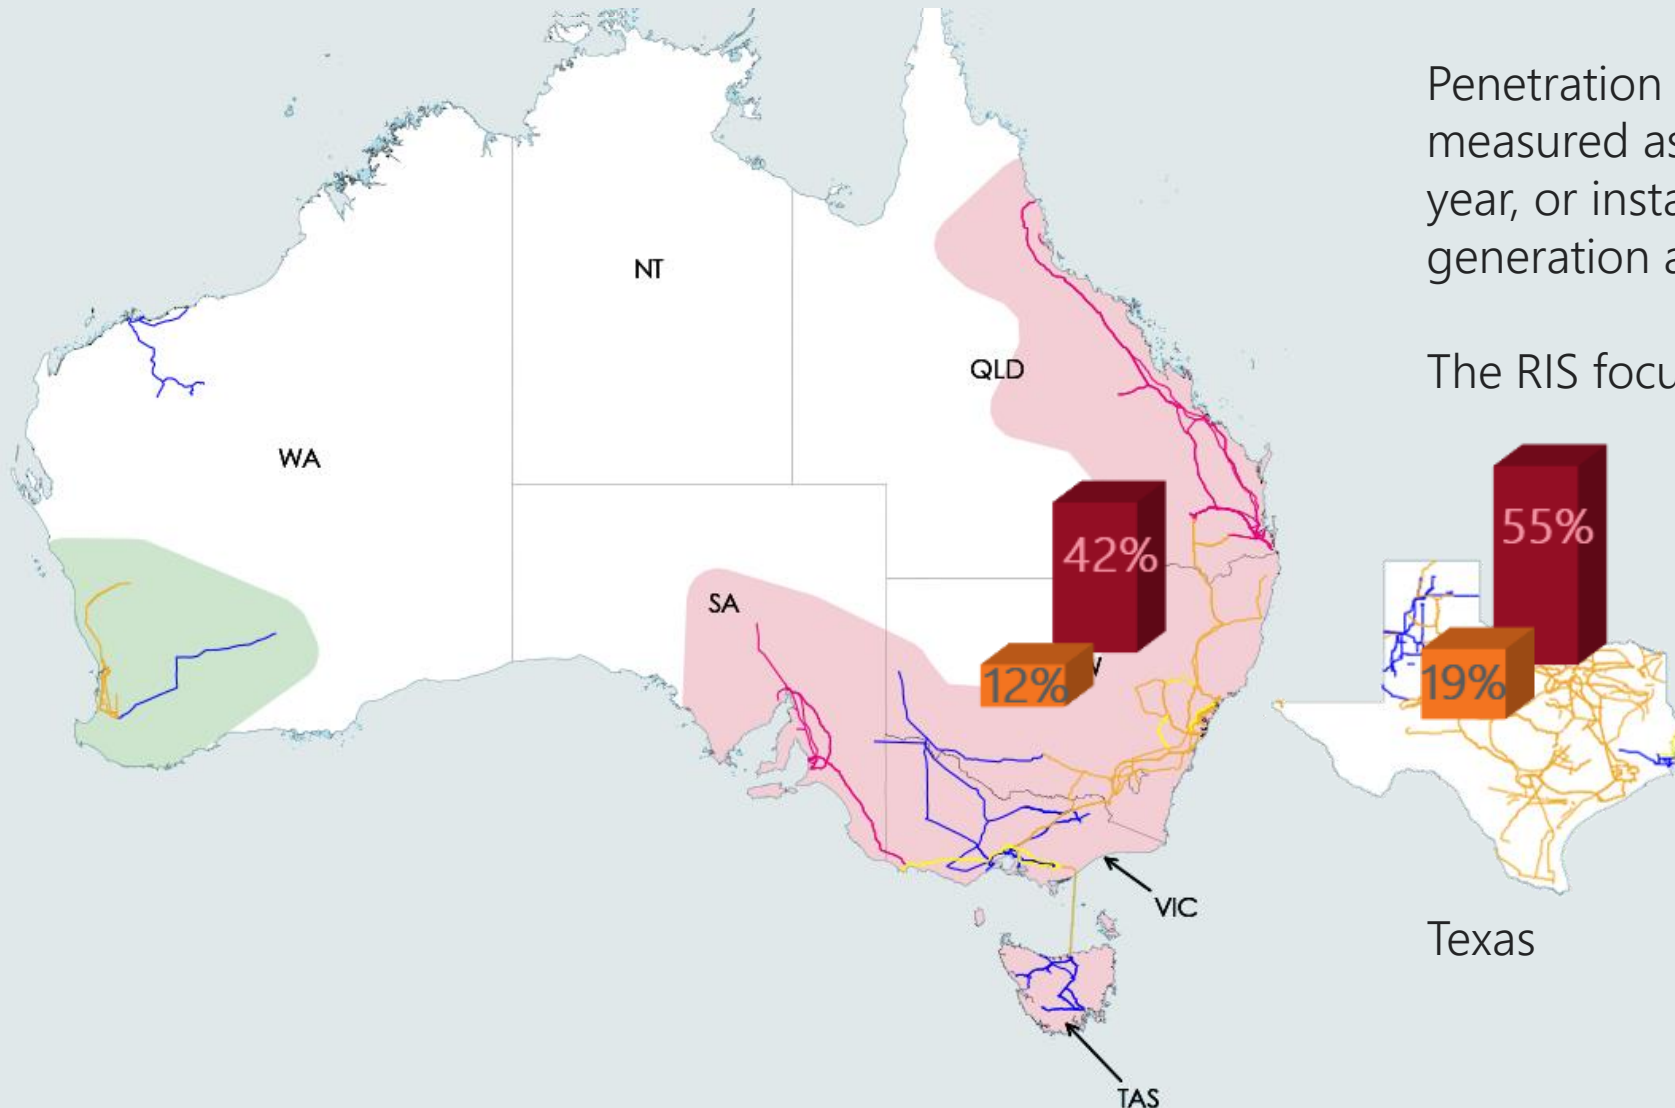 Penetration
measured as
year, or insta
generation a
The RIS focu
NT
QLD
WA
SA
42%
55%
12%
19%
VIC
Texas
TAS